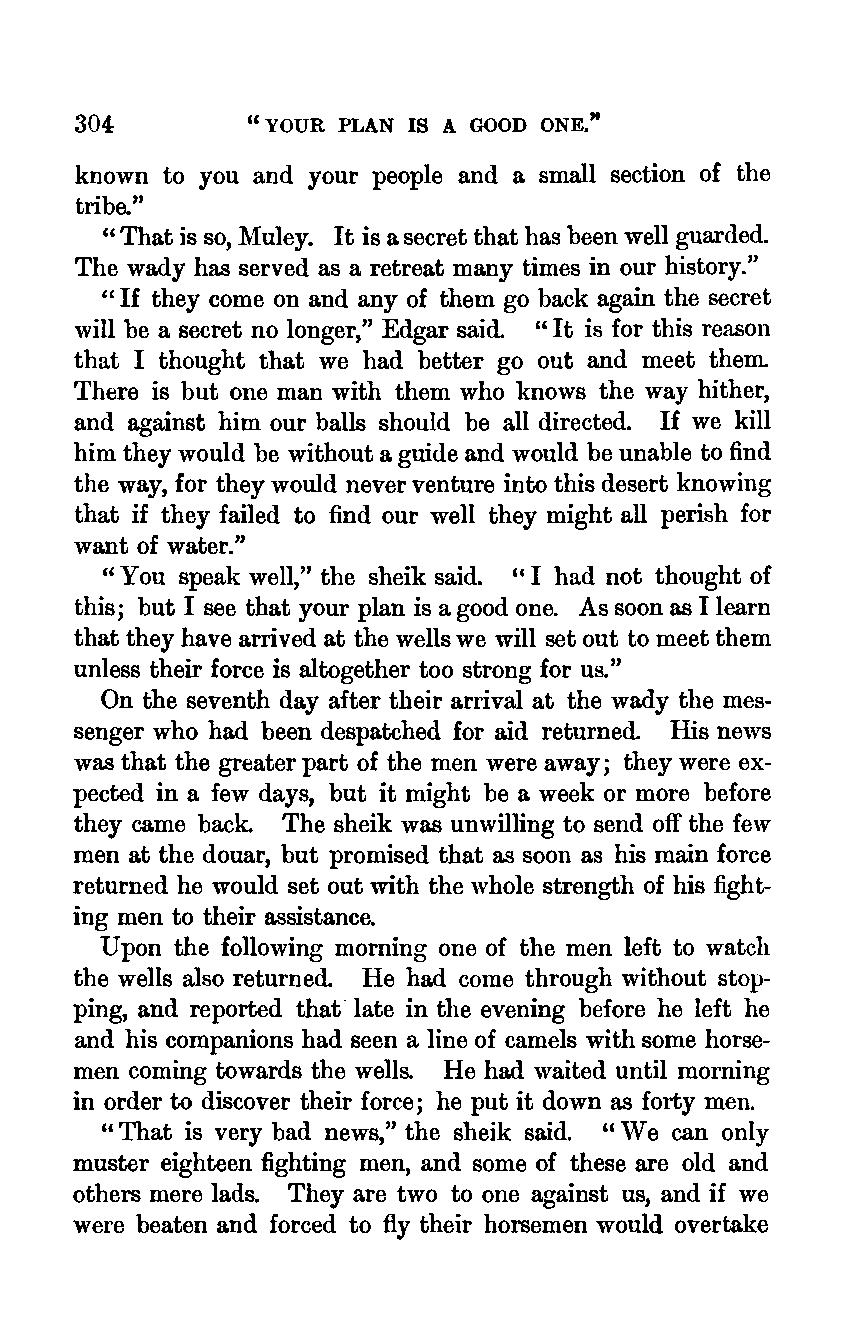 304 “YOUR PLAN IS A GOOD ONE.”
known to you and your people and a small section of the
tribe.”
“That is so, Muley. It is a secret that has been well guarded.
The wady has served as a retreat many times in our history.”
“If they come on and any of them go back again the secret
will be a secret no longer,” Edgar said. “It is for this reason
that I thought that we had better go out and meet them.
There is but one man with them who knows the way hither,
and against him our balls should be all directed. If we kill
him they would be without a guide and would be unable to find
the way, for they would never venture into this desert knowing
that if they failed to find our well they might all perish for
want of water.”
“You speak well,” the sheik said. “I had not thought of
this; but I see that your plan is a good one. As soon as I learn
that they have arrived at the wells we will set out to meet them
unless their force is altogether too strong for us.”
On the seventh day after their arrival at the wady the mes-
senger who had been despatched for aid returned. His news
was that the greater part of the men were away; they were ex-
pected in a few days, but it might be a week or more before
they came back. The sheik was unwilling to send off the few
men at the douar, but promised that as soon as his main force
returned he would set out with the whole strength of his fight-
ing men to their assistance.
Upon the following morning one of the men left to watch
the wells also returned. He had come through without stop-
ping, and reported that late in the evening before he left he
and his companions had seen a line of camels with some horse-
men coming towards the wells. He had waited until morning
in order to discover their force; he put it down as forty men.
“That is very bad news,” the sheik said. “We can only
muster eighteen fighting men, and some of these are old and
others mere lads. They are two to one against us, and if we
were beaten and forced to fly their horsemen would overtake